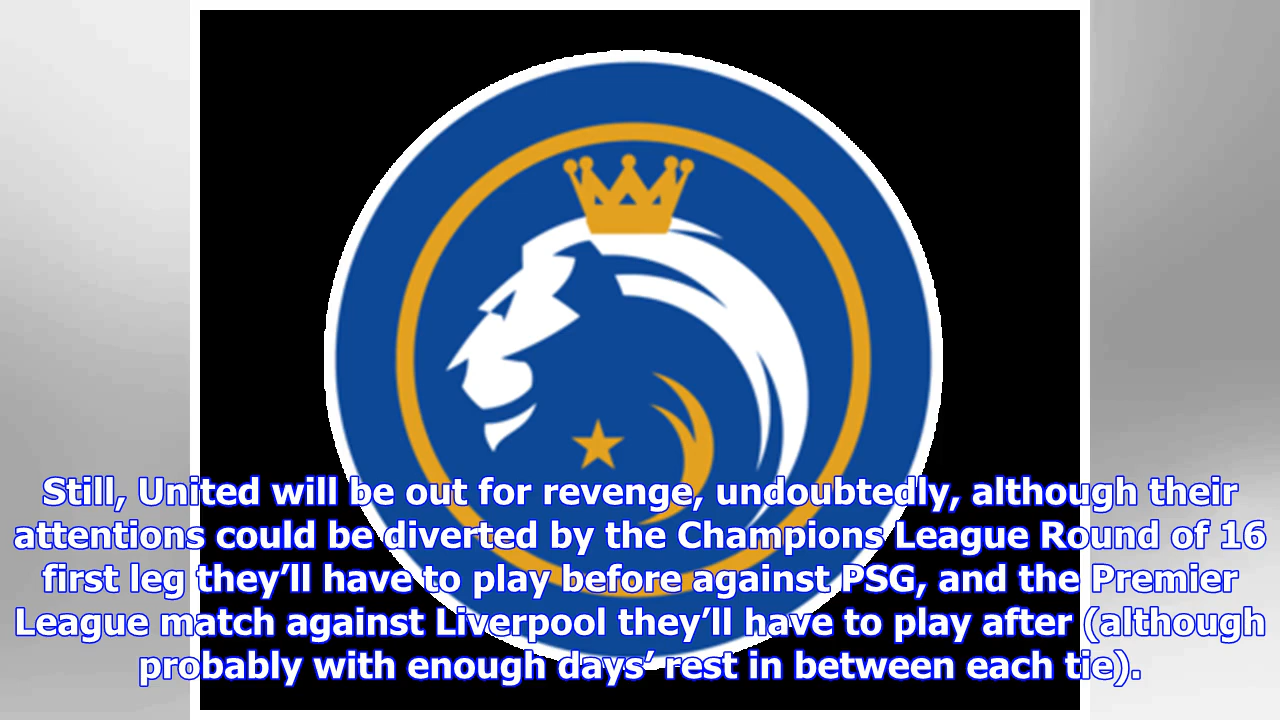 Still, United will be out for revenge, undoubtedly, although their
attentions could be diverted by the Champions League Round of 16
first leg they’ll have to play before against PSG, and the Premier
League match against Liverpool they’ll have to play after (although
probably with enough days’ rest in between each tie).